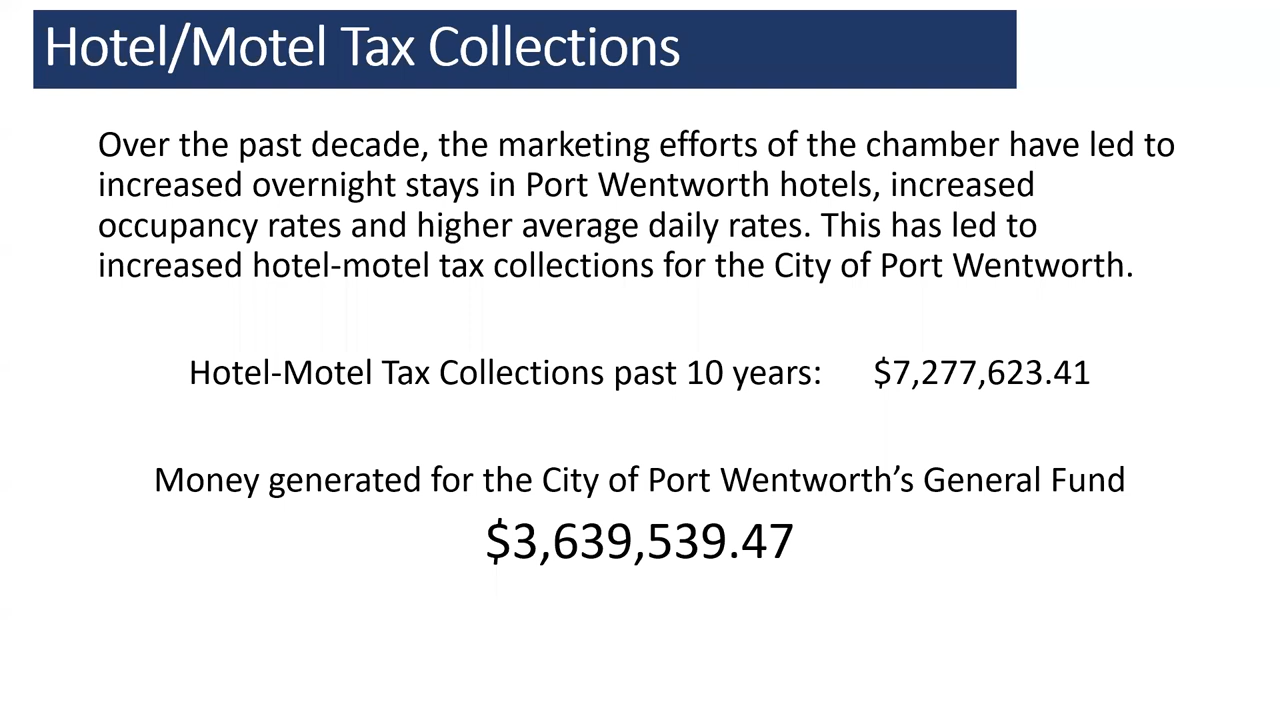 Hotel/Motel Tax Collections
Over the past decade, the marketing efforts of the chamber have led to
increased overnight stays in Port Wentworth hotels, increased
occupancy rates and higher average daily rates. This has led to
increased hotel-motel tax collections for the City of Port Wentworth.
Hotel-Motel Tax Collections past 10 years: $7,277,623.41
Money generated for the City of Port Wentworth’s General Fund
$3,639,539.47